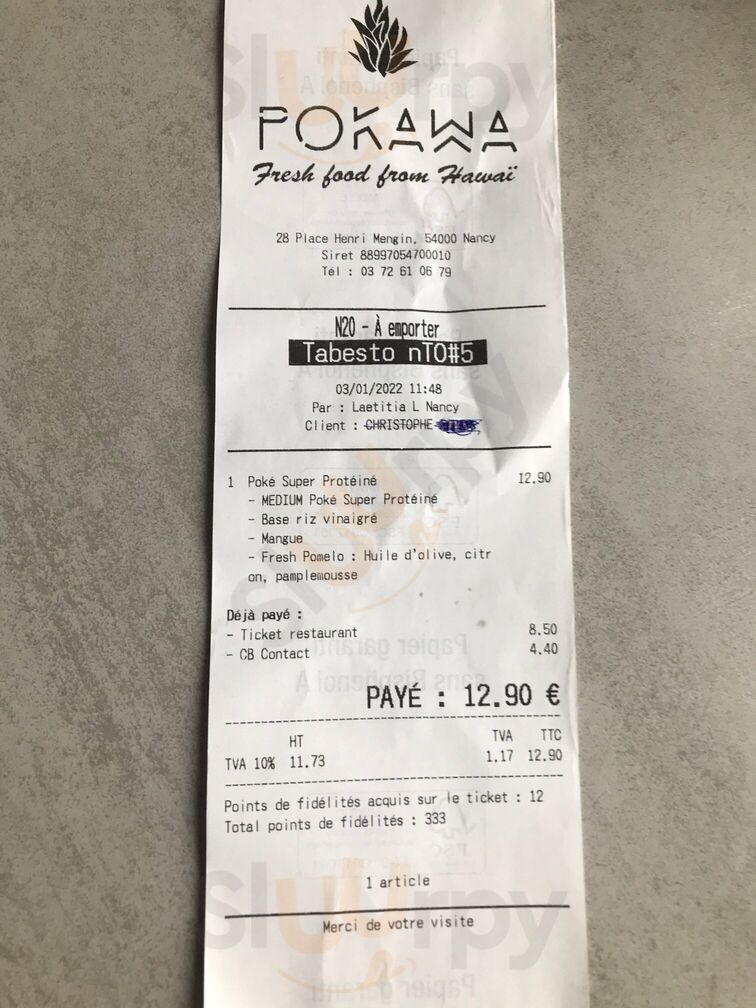 POKAWA
Fresh food from Hawaï
28 Place Henri Mengin, 54000 Nancy
Siret 88997054700010
Tél : 03 72 61 06 79
N20 - À emporter
Tabesto nTO#5
03/01/2022 11:48
Par : Laetitia L Nancy
Client : CHRISTOPHE
1 Poké Super Protéiné 12.90
- MEDIUM Poké Super Protéiné
- Base riz vinaigré
- Mangue
- Fresh Pomelo : Huile d'olive, citr
on, pamplemousse
Déjà payé :
- Ticket restaurant 8.50
- CB Contact 4.40
PAYÉ : 12.90 €
HT TVA TTC
TVA 10% 11.73 1.17 12.90
Points de fidélités acquis sur le ticket : 12
Total points de fidélités : 333
1 article
Merci de votre visite
Sluurpy
Sluurpy
Sluurpy